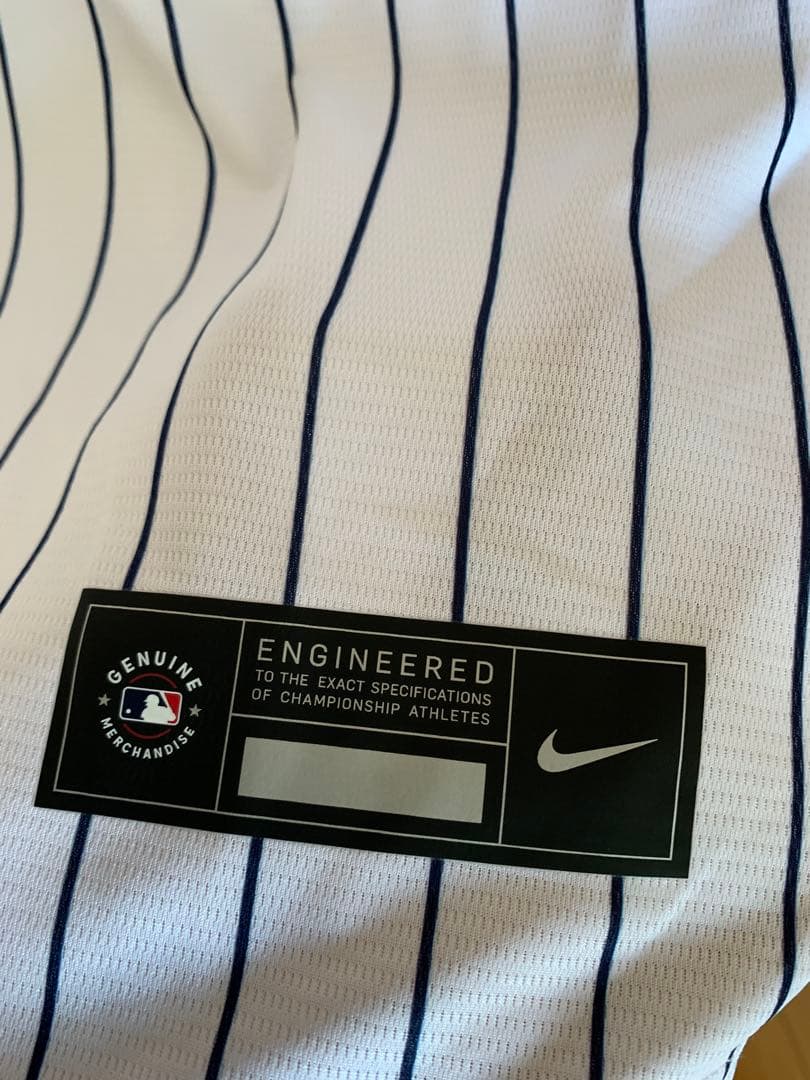 GENUINE
MERCHANDISE
ENGINEERED
TO THE EXACT SPECIFICATIONS
OF CHAMPIONSHIP ATHLETES